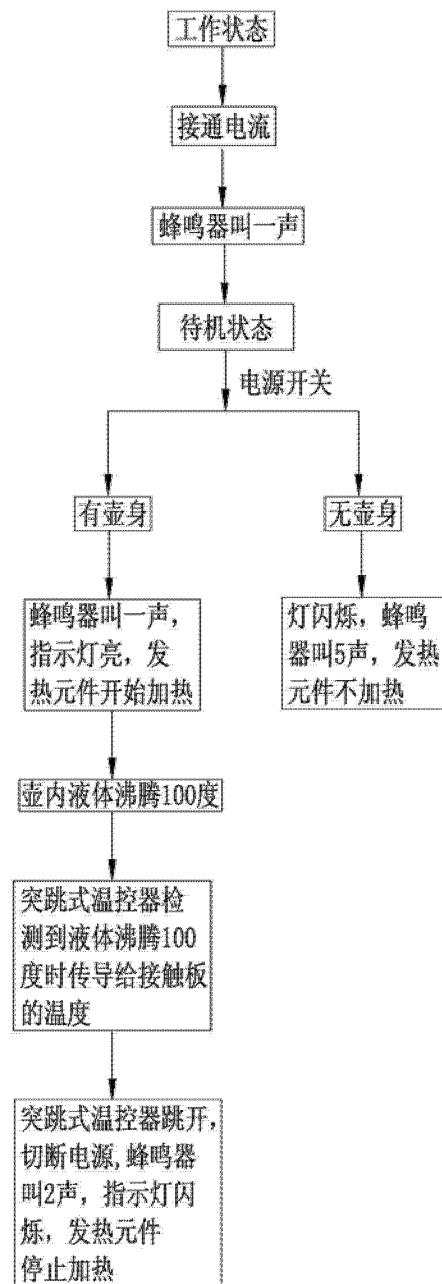 工作状态
接通电流
蜂鸣器叫一声
待机状态
电源开关
有壶身
无壶身
蜂鸣器叫一声，
指示灯亮，发
热元件开始加热
灯闪烁，蜂鸣
器叫5声，发热
元件不加热
壶内液体沸腾100度
突跳式温控器检
测到液体沸腾100
度时传导给接触板
的温度
突跳式温控器跳开，
切断电源,蜂鸣器
叫2声，指示灯闪
烁，发热元件
停止加热